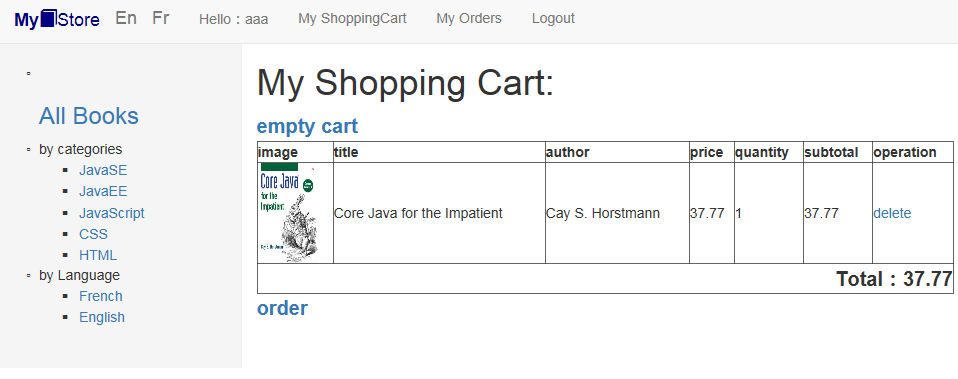 My Store En Fr Hello : aaa My ShoppingCart My Orders Logout
All Books
by categories
JavaSE
JavaEE
JavaScript
CSS
HTML
by Language
French
English
My Shopping Cart:
empty cart
image title author price quantity subtotal operation
Core Java
for the
Impatient
Core Java for the Impatient Cay S. Horstmann 37.77 1 37.77 delete
Total : 37.77
order